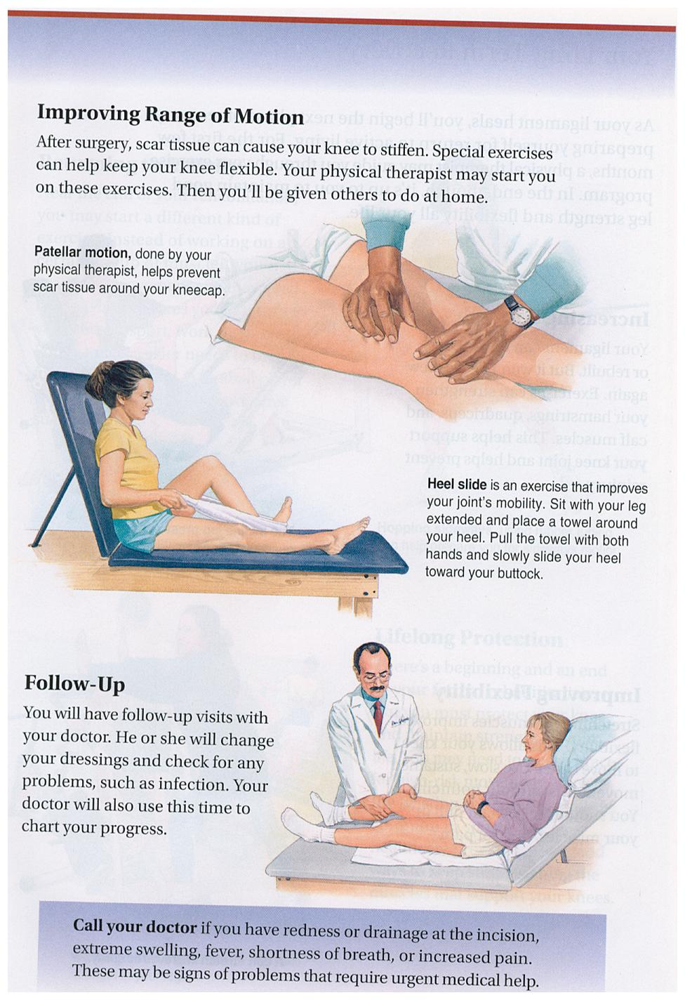 Improving Range of Motion
After surgery, scar tissue can cause your knee to stiffen. Special exercises
can help keep your knee flexible. Your physical therapist may start you
on these exercises. Then you’ll be given others to do at home.
Patellar motion, done by your
physical therapist, helps prevent
scar tissue around your kneecap.
Heel slide is an exercise that improves
your joint’s mobility. Sit with your leg
extended and place a towel around
your heel. Pull the towel with both
hands and slowly slide your heel
toward your buttock.
Follow-Up
You will have follow-up visits with
your doctor. He or she will change
your dressings and check for any
problems, such as infection. Your
doctor will also use this time to
chart your progress.
Call your doctor if you have redness or drainage at the incision,
extreme swelling, fever, shortness of breath, or increased pain.
These may be signs of problems that require urgent medical help.